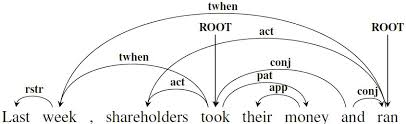 twhen
ROOT ROOT
act
twhen conj
pat
rstr act app conj
Last week , shareholders took their money and ran